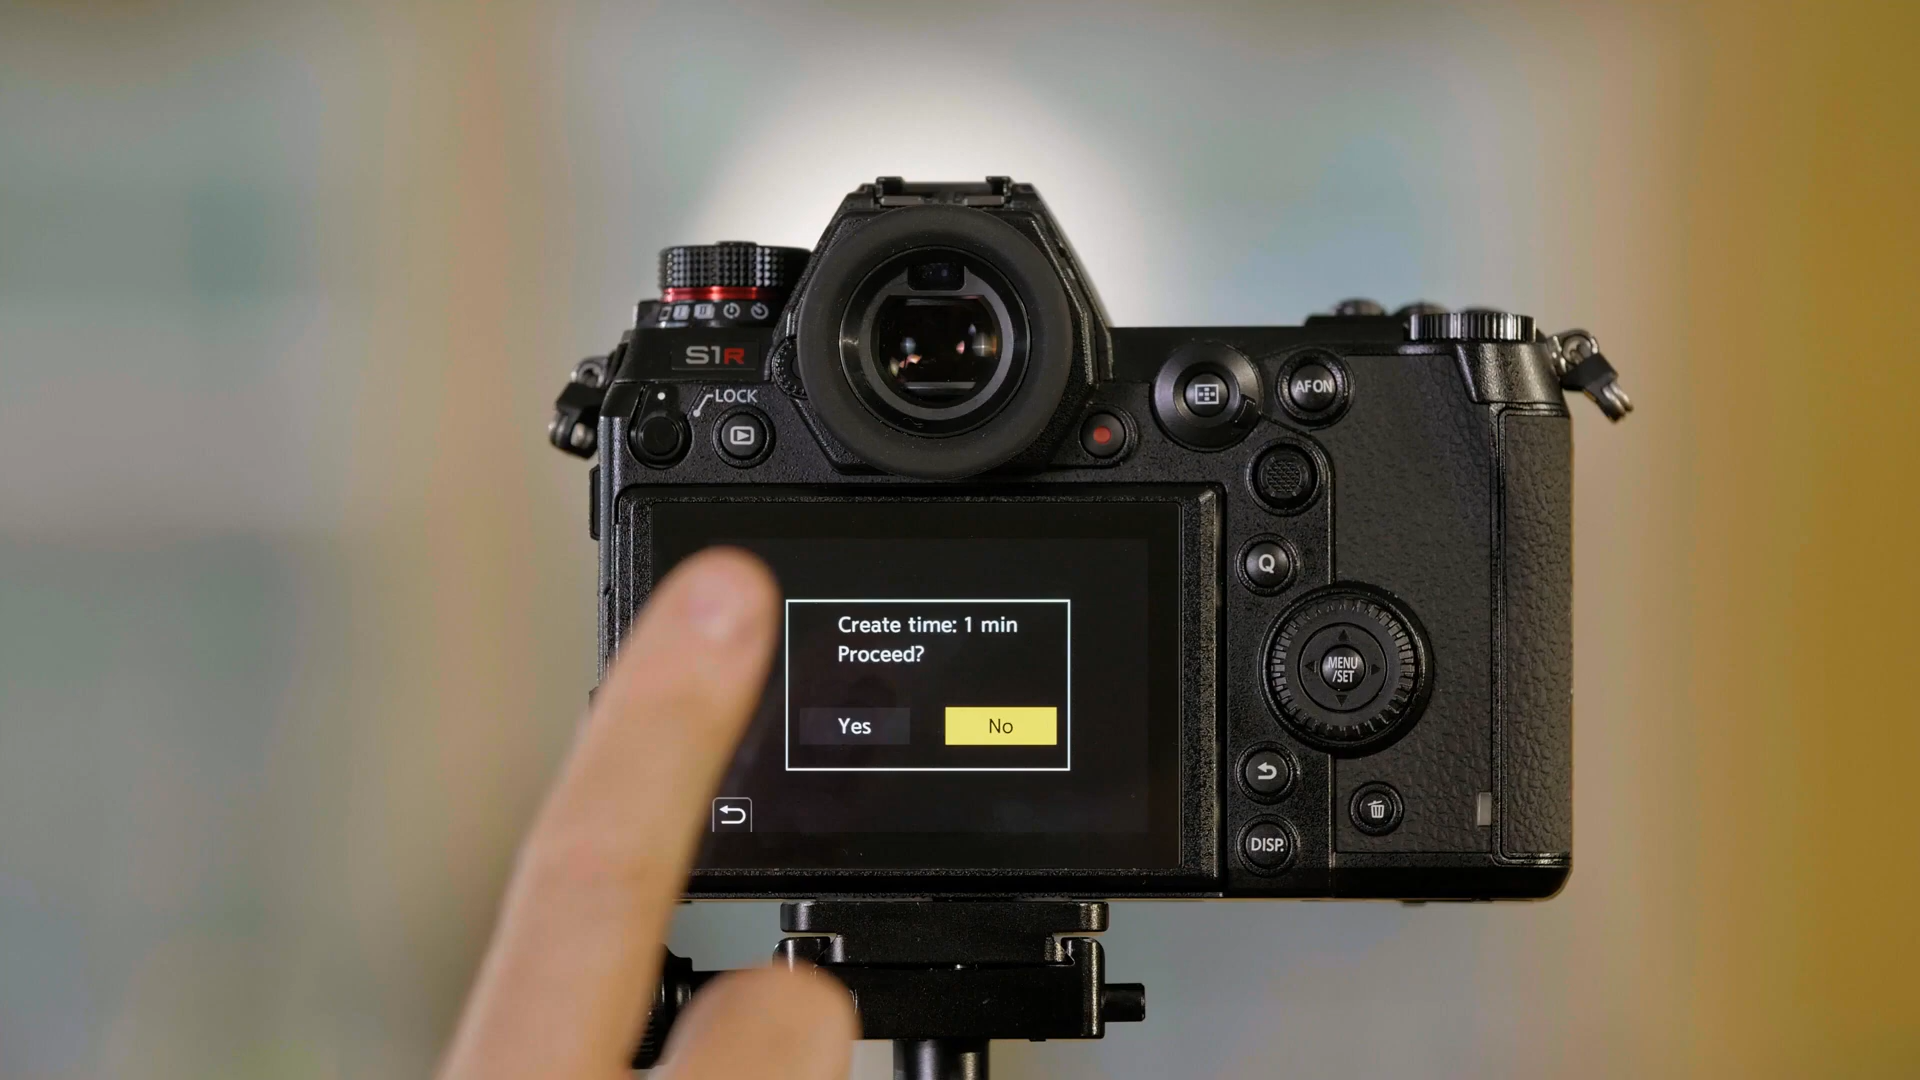 S1R
LOCK
AF ON
Q
Create time: 1 min
Proceed?
Yes
No
MENU
/SET
DISP.